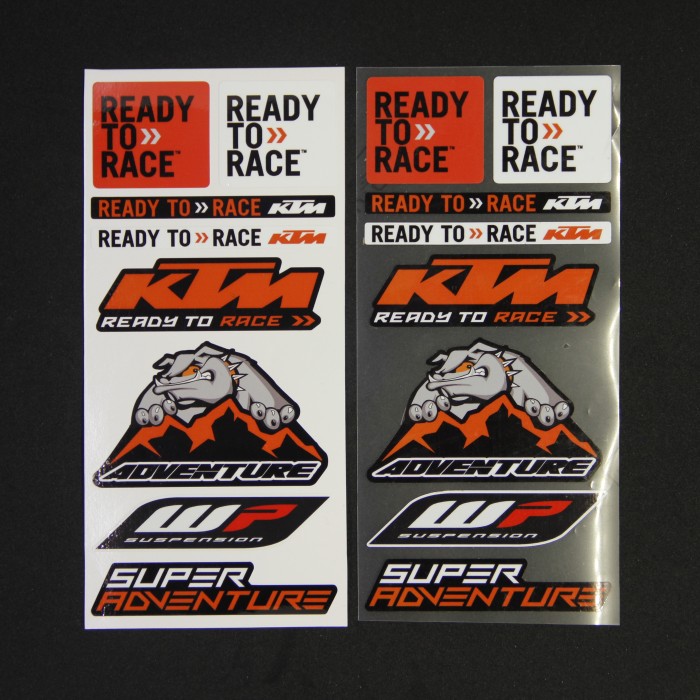 READY
TO»
RACE™
READY
TO»
RACE™
READY TO » RACE KTM
READY TO » RACE KTM
KTM
READY TO RACE »
ADVENTURE
WP
SUSPENSION
SUPER
ADVENTURE
READY
TO»
RACE™
READY
TO»
RACE™
READY TO » RACE KTM
READY TO » RACE KTM
KTM
READY TO RACE »
ADVENTURE
WP
SUSPENSION
SUPER
ADVENTURE